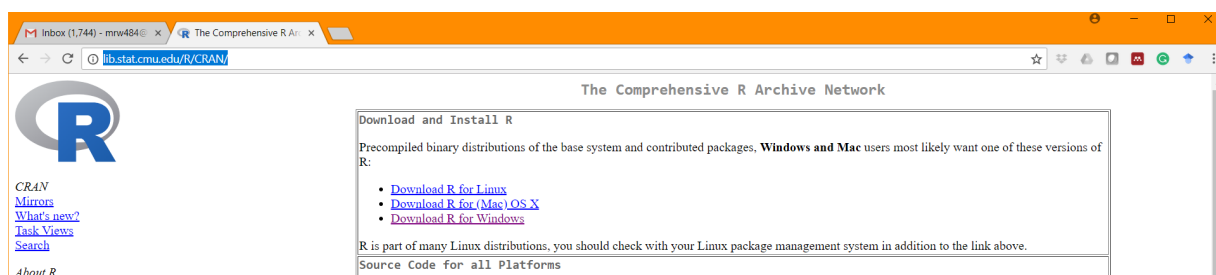 Inbox (1,744) - mrw484@
The Comprehensive R Arc
lib.stat.cmu.edu/R/CRAN/
R
The Comprehensive R Archive Network
Download and Install R
Precompiled binary distributions of the base system and contributed packages, Windows and Mac users most likely want one of these versions of
R:
Download R for Linux
Download R for (Mac) OS X
Download R for Windows
R is part of many Linux distributions, you should check with your Linux package management system in addition to the link above.
Source Code for all Platforms
CRAN
Mirrors
What's new?
Task Views
Search
About R